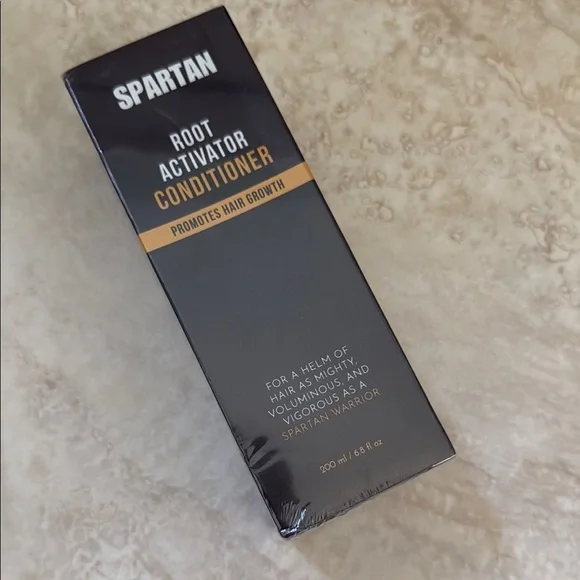 SPARTAN
ROOT
ACTIVATOR
CONDITIONER
PROMOTES HAIR GROWTH
FOR A HELM OF
HAIR AS MIGHTY,
VOLUMINOUS, AND
VIGOROUS AS A
SPARTAN WARRIOR
200 ml / 6.8 fl oz